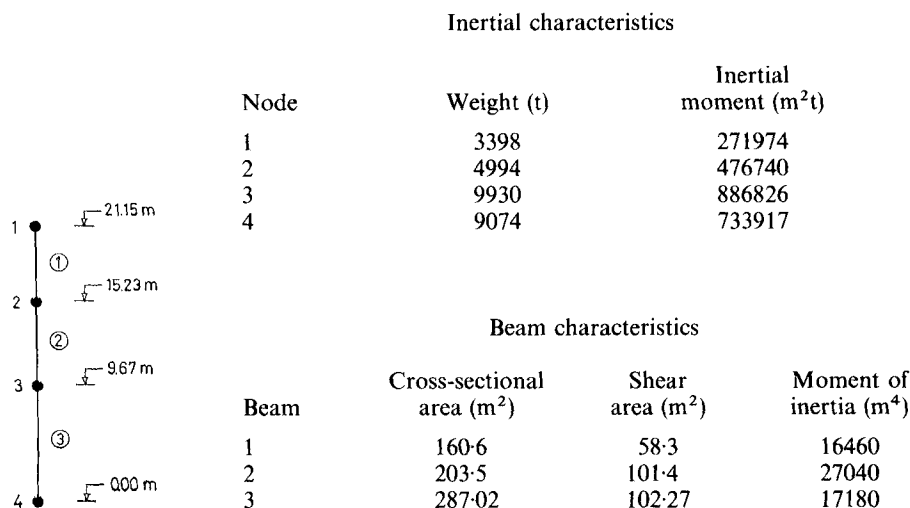 Inertial characteristics
Inertial
Node Weight (t) moment (m²t)
1 3398 271974
2 4994 476740
3 9930 886826
4 9074 733917
1 21.15 m
①
2 15.23 m
②
3 9.67 m
③
4 0.00 m
Beam characteristics
Cross-sectional Shear Moment of
Beam area (m²) area (m²) inertia (m⁴)
1 160·6 58·3 16460
2 203·5 101·4 27040
3 287·02 102·27 17180